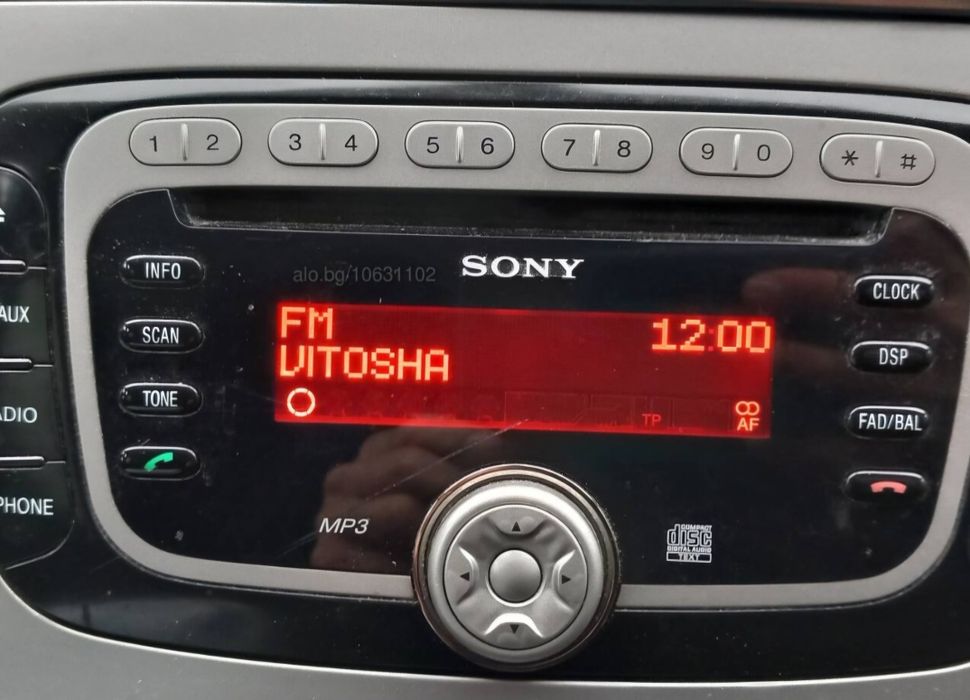 1 2 3 4 5 6 7 8 9 0 * #
SONY
alo.bg/10631102
INFO
CLOCK
AUX
FM 12:00
SCAN
VITOSHA
DSP
TONE
TP
AF
FAD/BAL
PHONE
MP3
COMPACT
disc
DIGITAL AUDIO
TEXT